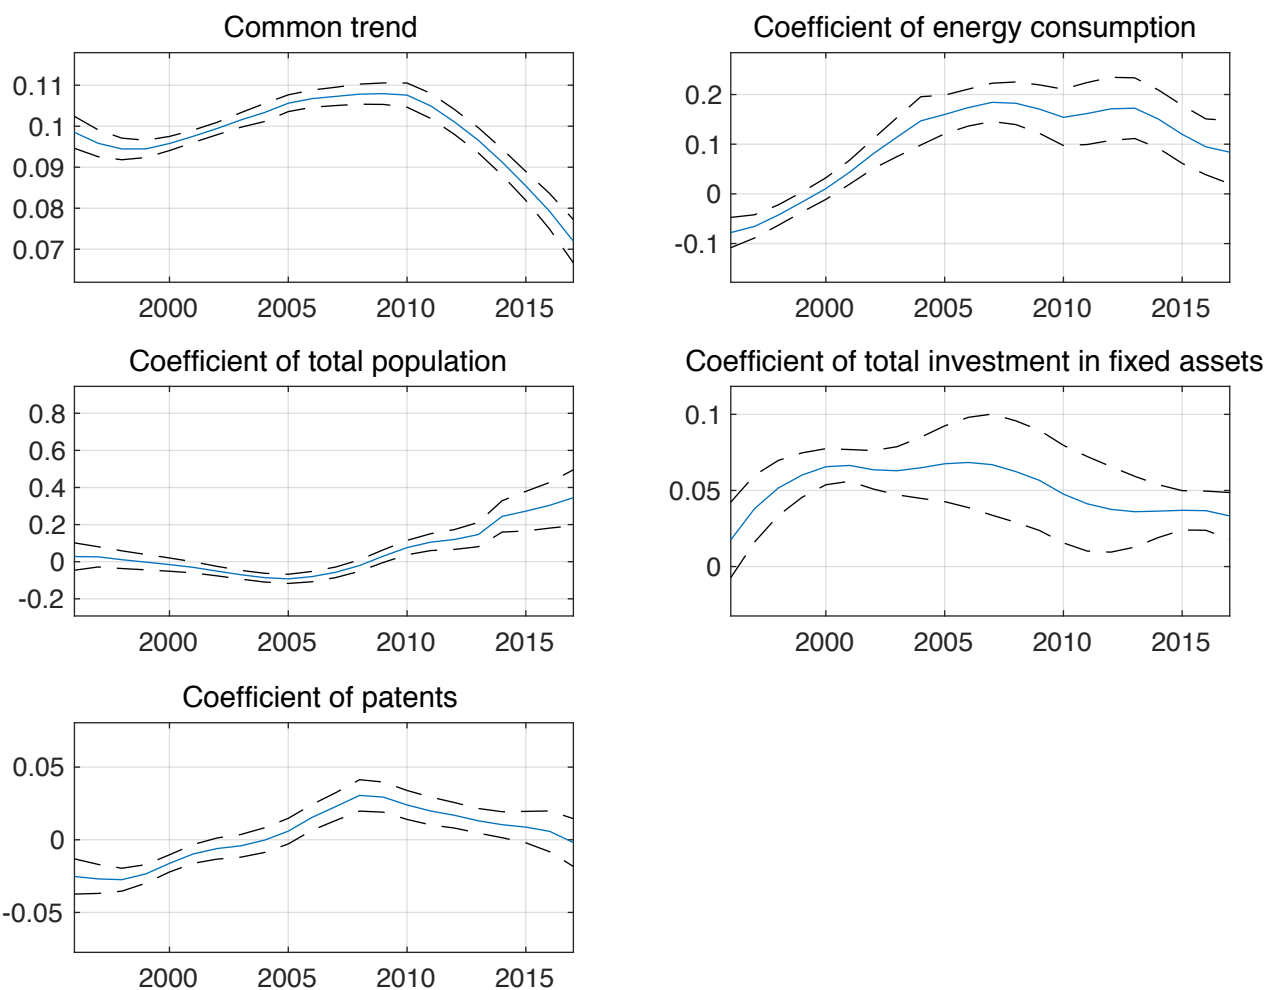 Common trend
0.11
0.1
0.09
0.08
0.07
2000 2005 2010 2015
Coefficient of energy consumption
0.2
0.1
0
-0.1
2000 2005 2010 2015
Coefficient of total population
0.8
0.6
0.4
0.2
0
-0.2
2000 2005 2010 2015
Coefficient of total investment in fixed assets
0.1
0.05
0
2000 2005 2010 2015
Coefficient of patents
0.05
0
-0.05
2000 2005 2010 2015